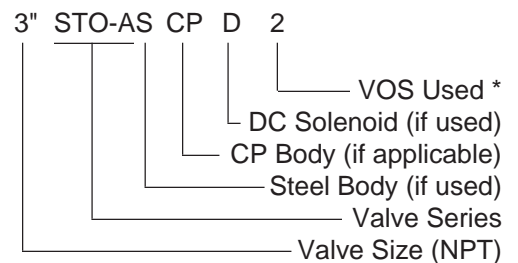 3" STO-AS CP D 2
VOS Used *
DC Solenoid (if used)
CP Body (if applicable)
Steel Body (if used)
Valve Series
Valve Size (NPT)